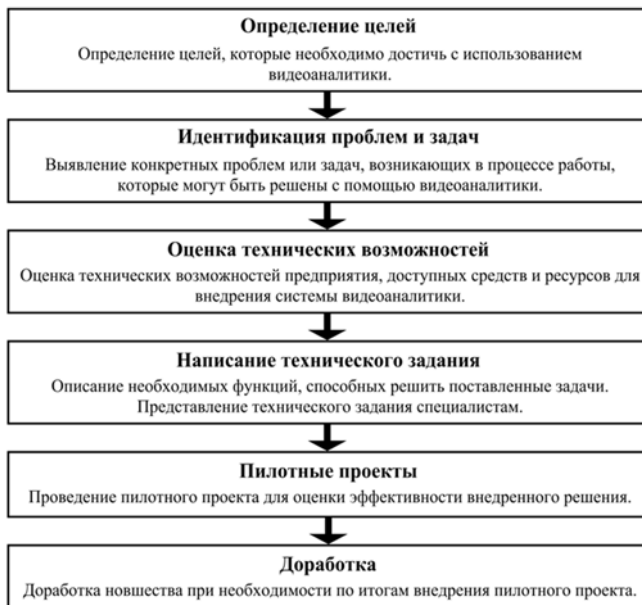 Определение целей
Определение целей, которые необходимо достичь с использованием
видеоаналитики.
Идентификация проблем и задач
Выявление конкретных проблем или задач, возникающих в процессе работы,
которые могут быть решены с помощью видеоаналитики.
Оценка технических возможностей
Оценка технических возможностей предприятия, доступных средств и ресурсов для
внедрения системы видеоаналитики.
Написание технического задания
Описание необходимых функций, способных решить поставленные задачи.
Представление технического задания специалистам.
Пилотные проекты
Проведение пилотного проекта для оценки эффективности внедренного решения.
Доработка
Доработка новшества при необходимости по итогам внедрения пилотного проекта.